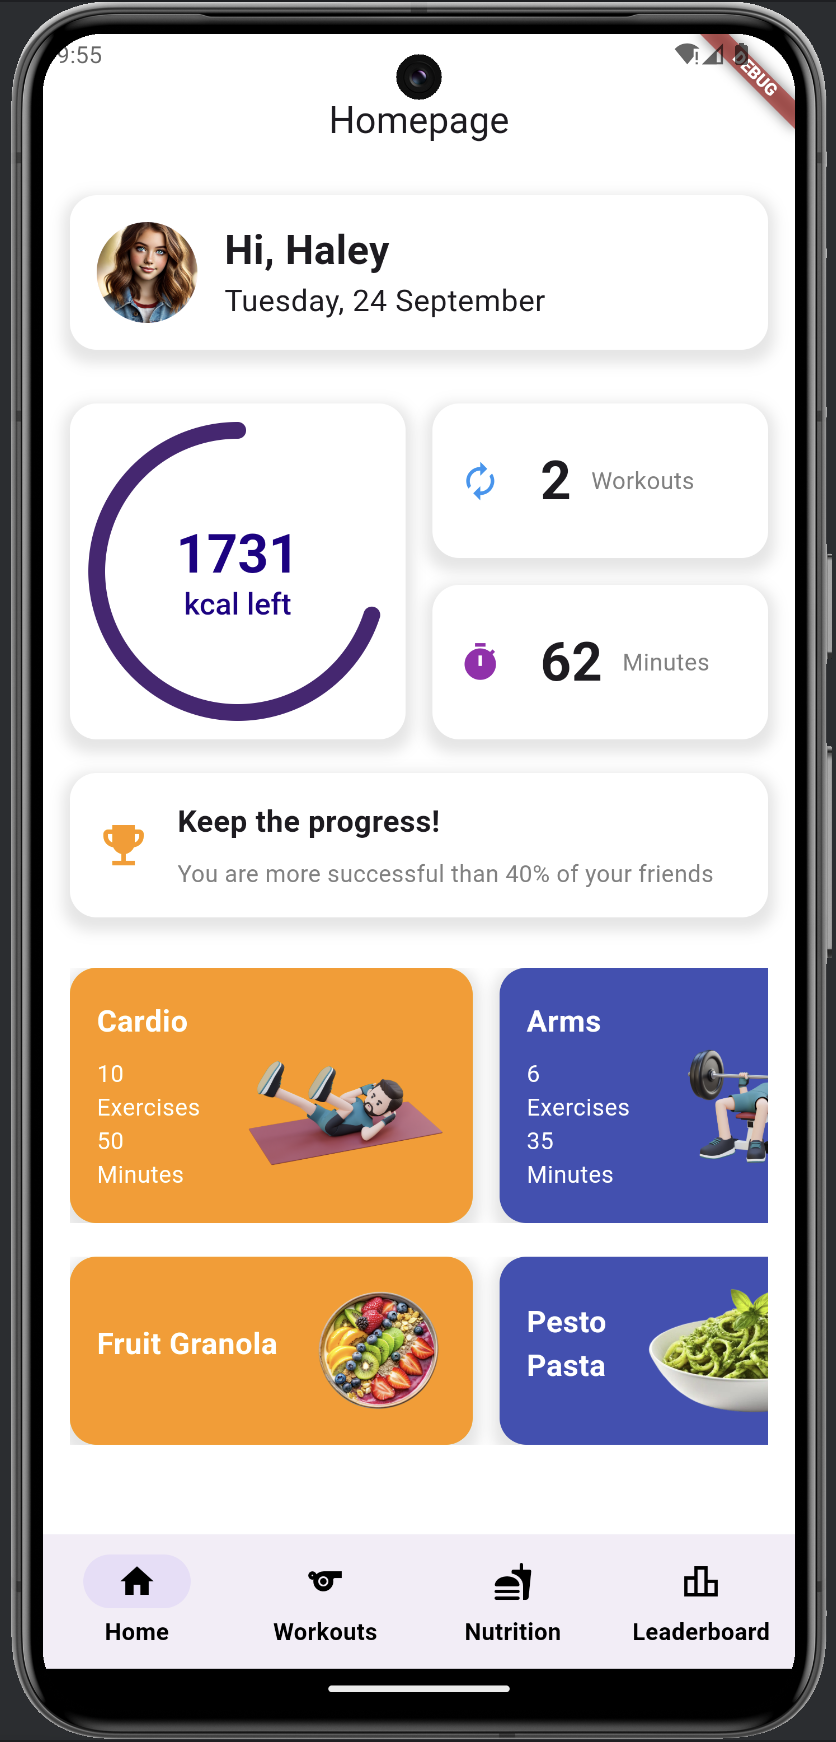 9:55
DEBUG
Homepage
Hi, Haley
Tuesday, 24 September
1731
kcal left
2 Workouts
62 Minutes
Keep the progress!
You are more successful than 40% of your friends
Cardio
10
Exercises
50
Minutes
Arms
6
Exercises
35
Minutes
Fruit Granola
Pesto
Pasta
Home
Workouts
Nutrition
Leaderboard